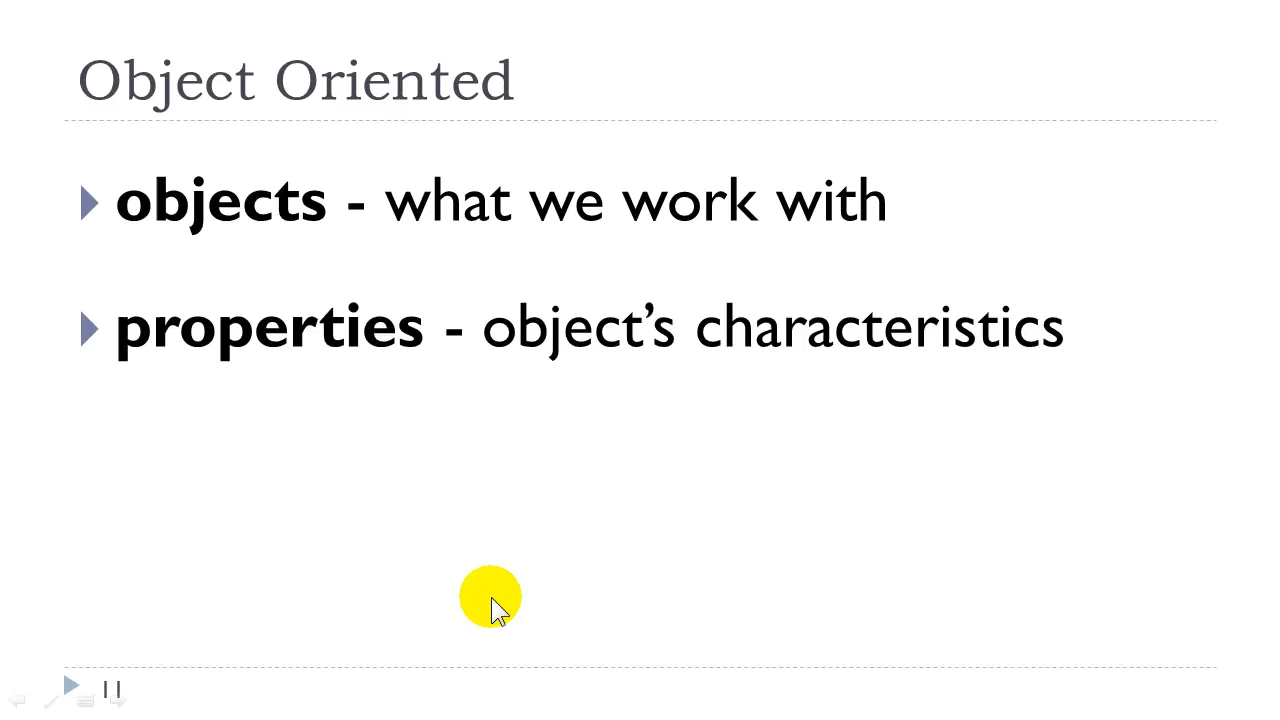 Object Oriented
objects - what we work with
properties - object’s characteristics
11